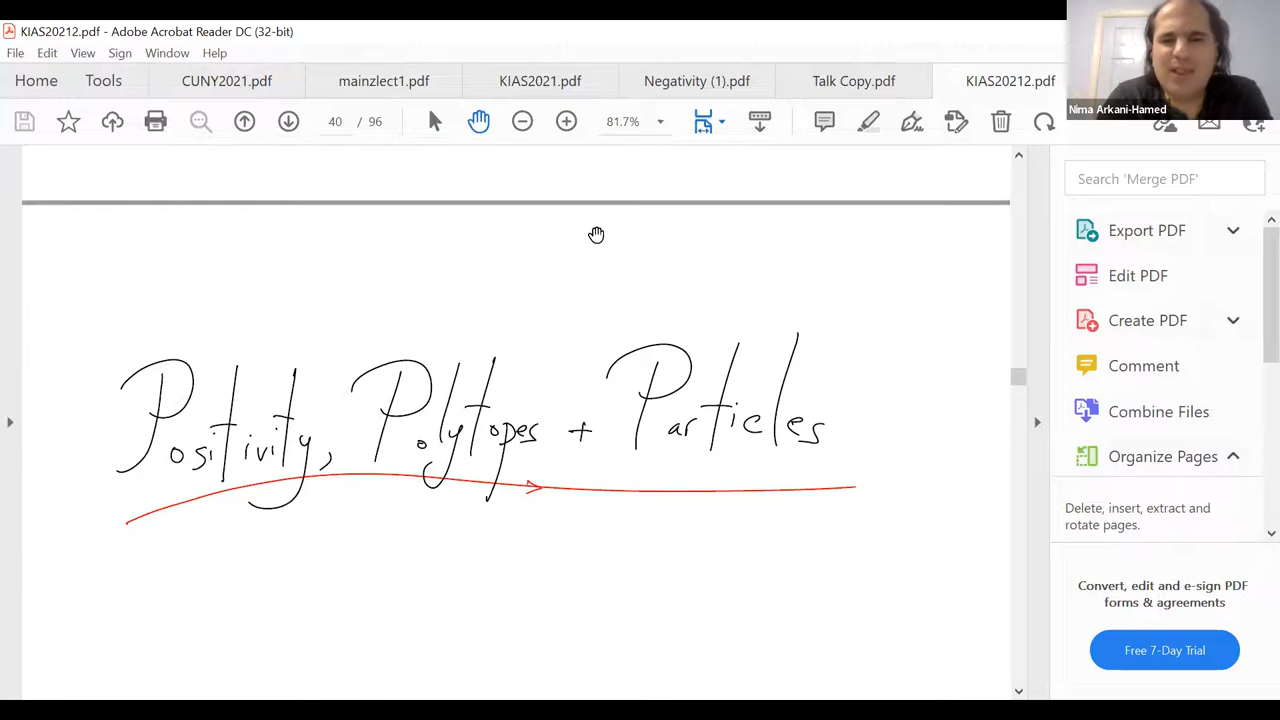 KIAS20212.pdf - Adobe Acrobat Reader DC (32-bit)
File Edit View Sign Window Help
Home Tools CUNY2021.pdf mainzlect1.pdf KIAS2021.pdf Negativity (1).pdf Talk Copy.pdf KIAS20212.pdf
Nima Arkani-Hamed
40 / 96 81.7%
Search 'Merge PDF'
Export PDF
Edit PDF
Create PDF
Comment
Combine Files
Organize Pages
Delete, insert, extract and
rotate pages.
Convert, edit and e-sign PDF
forms & agreements
Free 7-Day Trial
Positivity, Polytopes + Particles